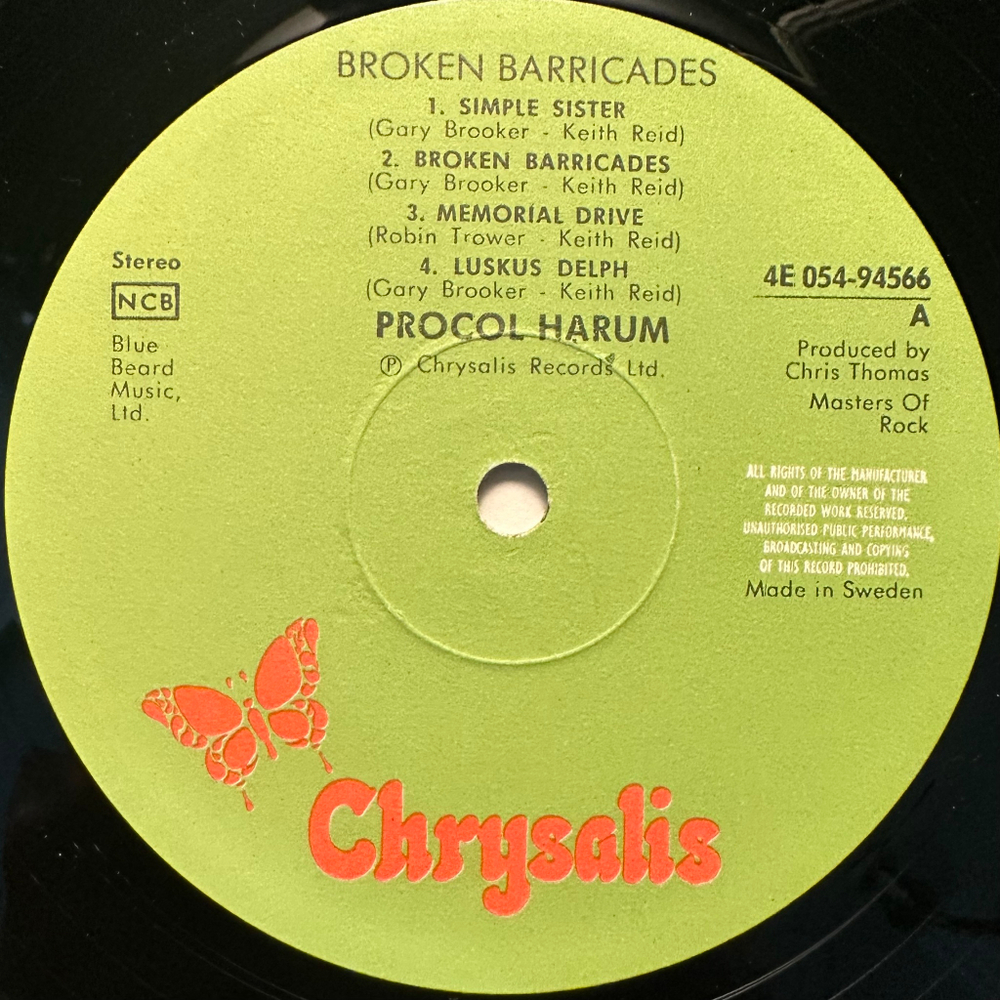 BROKEN BARRICADES
1. SIMPLE SISTER
(Gary Brooker - Keith Reid)
2. BROKEN BARRICADES
(Gary Brooker - Keith Reid)
3. MEMORIAL DRIVE
(Robin Trower - Keith Reid)
4. LUSKUS DELPH
(Gary Brooker - Keith Reid)
PROCOL HARUM
Ⓟ Chrysalis Records Ltd.
Stereo
NCB
Blue
Beard
Music,
Ltd.
4E 054-94566
A
Produced by
Chris Thomas
Masters Of
Rock
ALL RIGHTS OF THE MANUFACTURER
AND OF THE OWNER OF THE
RECORDED WORK RESERVED.
UNAUTHORISED PUBLIC PERFORMANCE,
BROADCASTING AND COPYING
OF THIS RECORD PROHIBITED.
Made in Sweden
Chrysalis